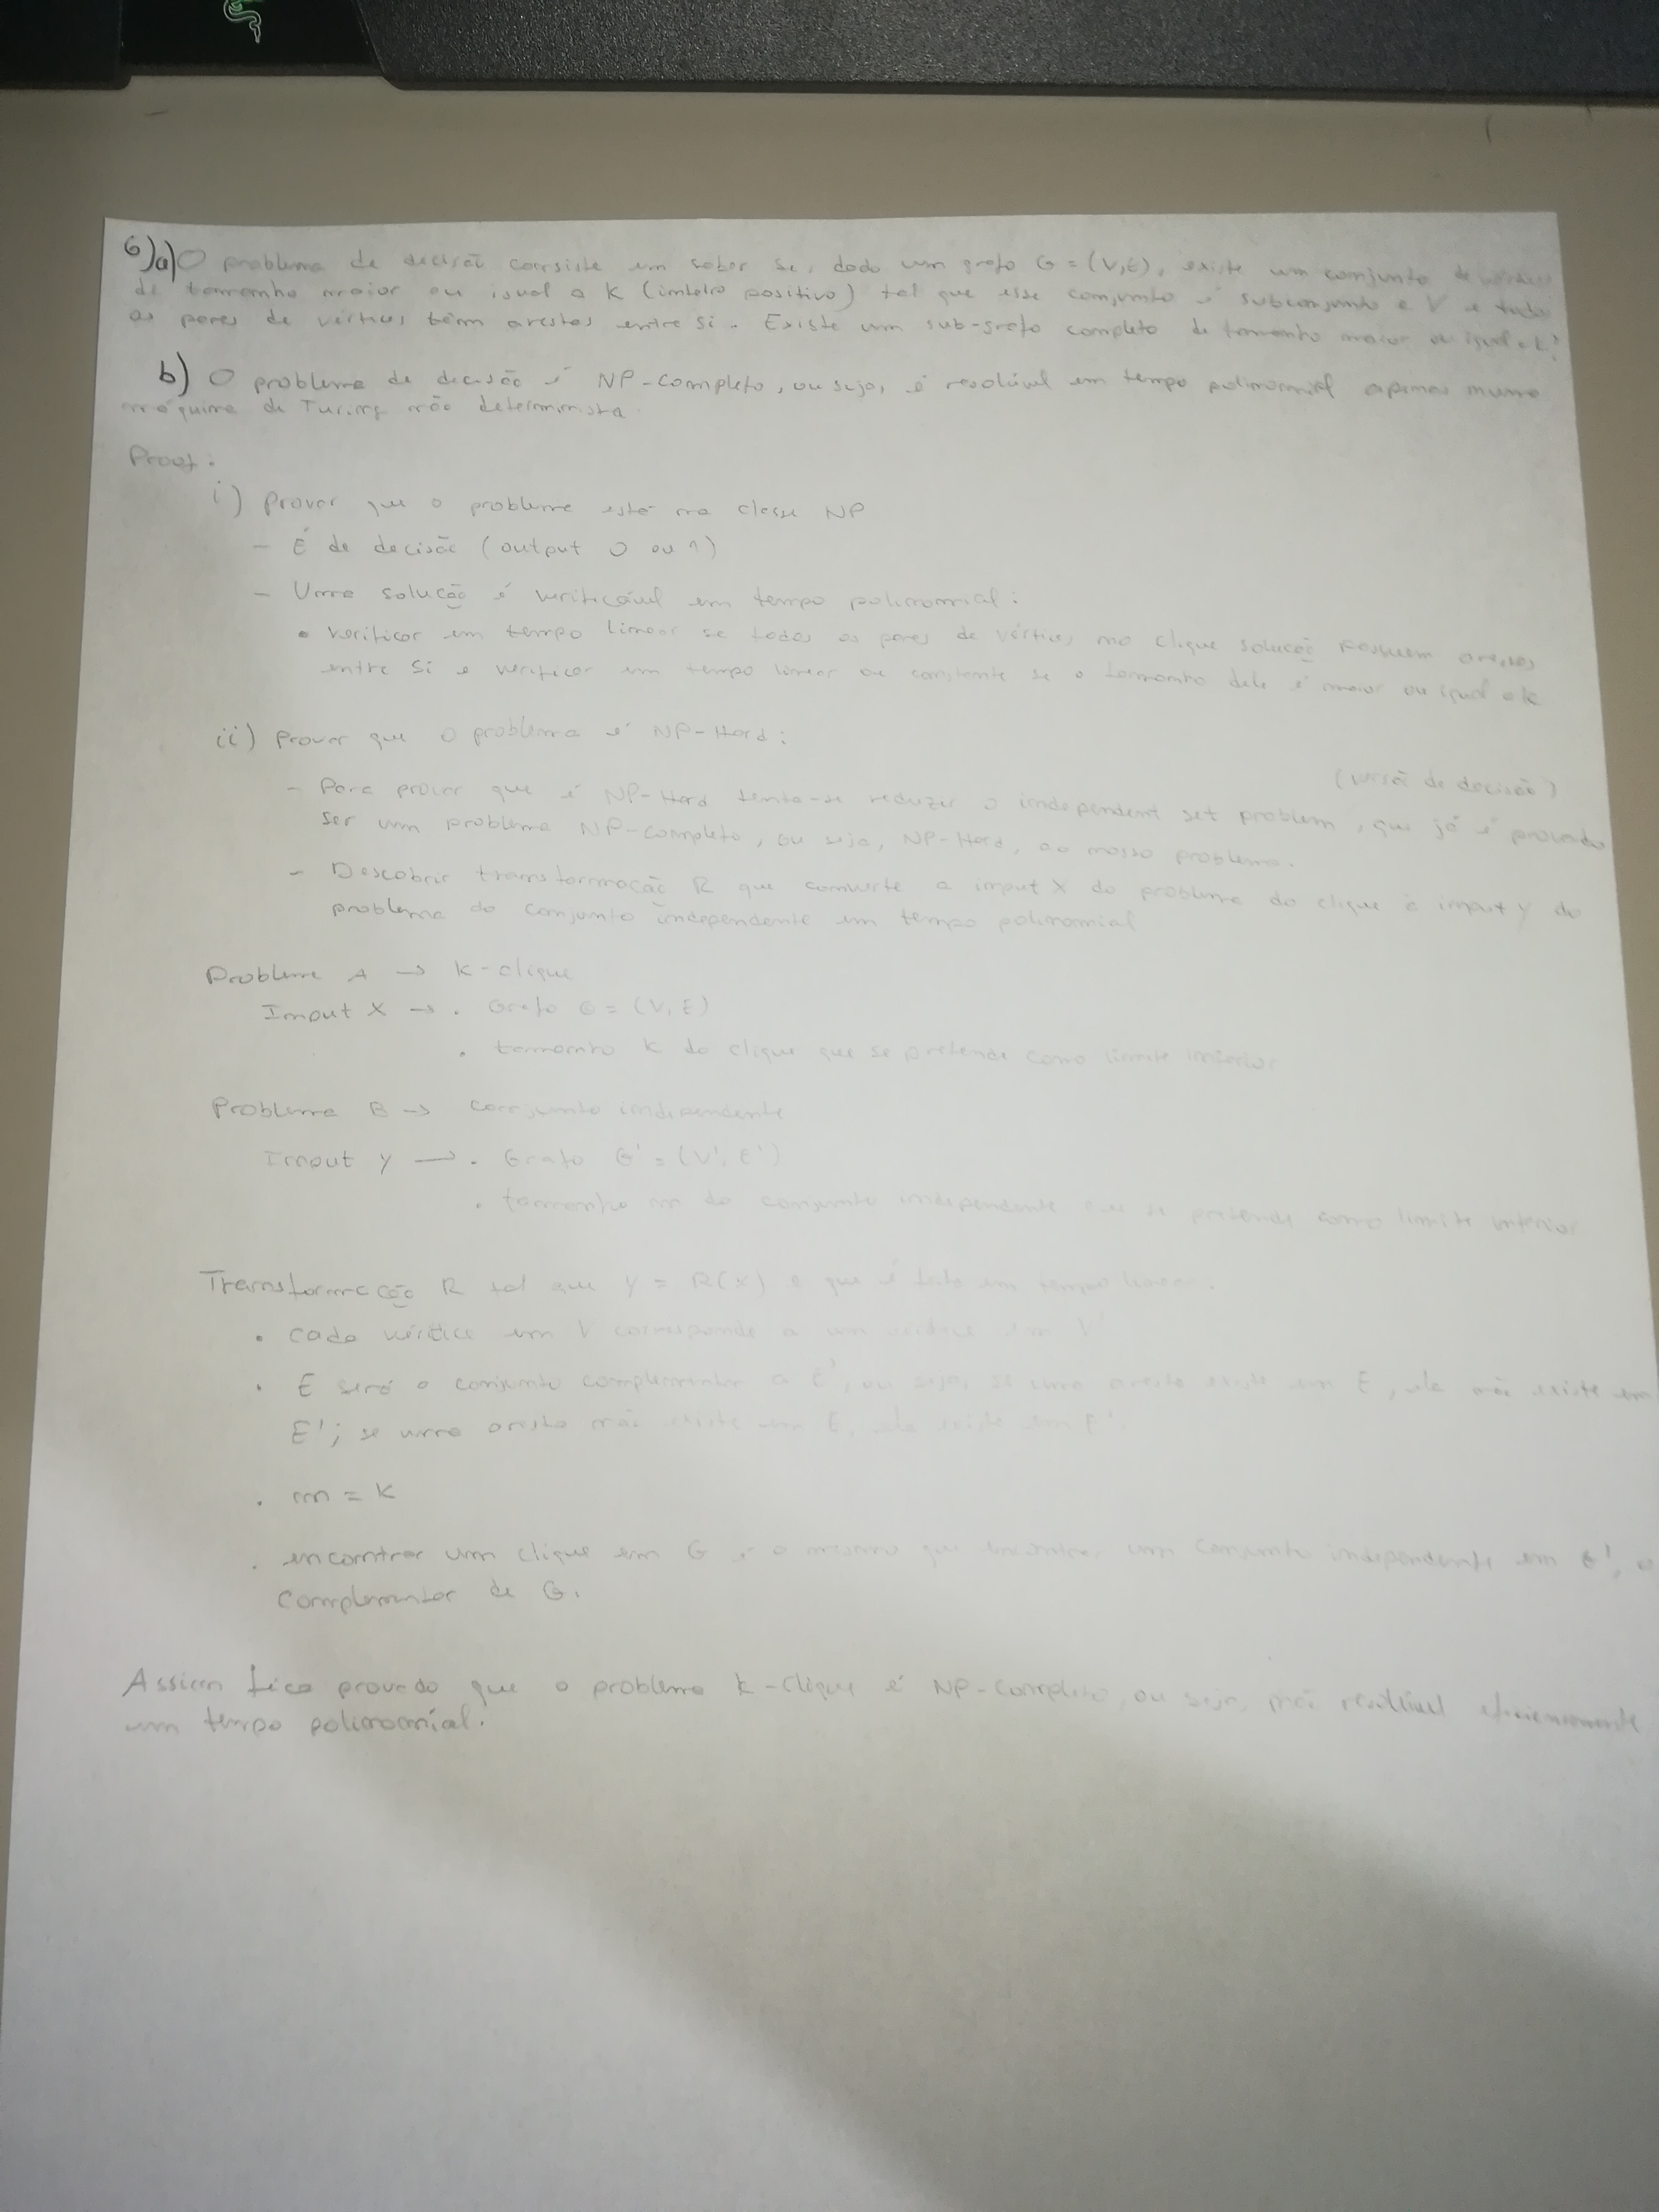 6)a) O problema de decisão consiste em saber se, dado um grafo G = (V,E), existe um conjunto de vértices
de tamanho maior ou igual a K (inteiro positivo) tal que esse conjunto é subconjunto a V e todos
os pares de vértices têm arestas entre si. Existe um sub-grafo completo de tamanho maior ou igual a k?
b) O problema de decisão é NP-Completo, ou seja, é resolúvel em tempo polinomial apenas numa
máquina de Turing não determinista.
Proof:
i) Provar que o problema está na classe NP
- É de decisão (output 0 ou 1)
- Uma solução é verificável em tempo polinomial:
• verificar em tempo linear se todos os pares de vértices no clique solução possuem arestas
entre si e verificar em tempo linear ou constante se o tamanho dele é maior ou igual a k
ii) Provar que o problema é NP-Hard:
(versão de decisão)
- Para provar que é NP-Hard tenta-se reduzir o independent set problem, que já é provado
ser um problema NP-completo, ou seja, NP-Hard, ao nosso problema.
- Descobrir transformação R que converte a input X do problema do clique a input y do
problema do conjunto independente em tempo polinomial
Problema A → K-clique
Input X → • Grafo G = (V, E)
• tamanho k do clique que se pretende como limite inferior
Problema B → conjunto independente
Input y → • Grafo G' = (V', E')
• tamanho m do conjunto independente que se pretende como limite inferior
Transformação R tal que y = R(x) e que é feita em tempo linear.
• cada vértice em V corresponde a um vértice em V'
• E será o conjunto complementar a E', ou seja, se uma aresta existe em E, ela não existe em
E'; se uma aresta não existe em E, ela existe em E'.
• m = k
• encontrar um clique em G é o mesmo que encontrar um conjunto independente em G', o
complementar de G.
Assim fica provado que o problema k-clique é NP-Completo, ou seja, não resolúvel eficientemente
em tempo polinomial.